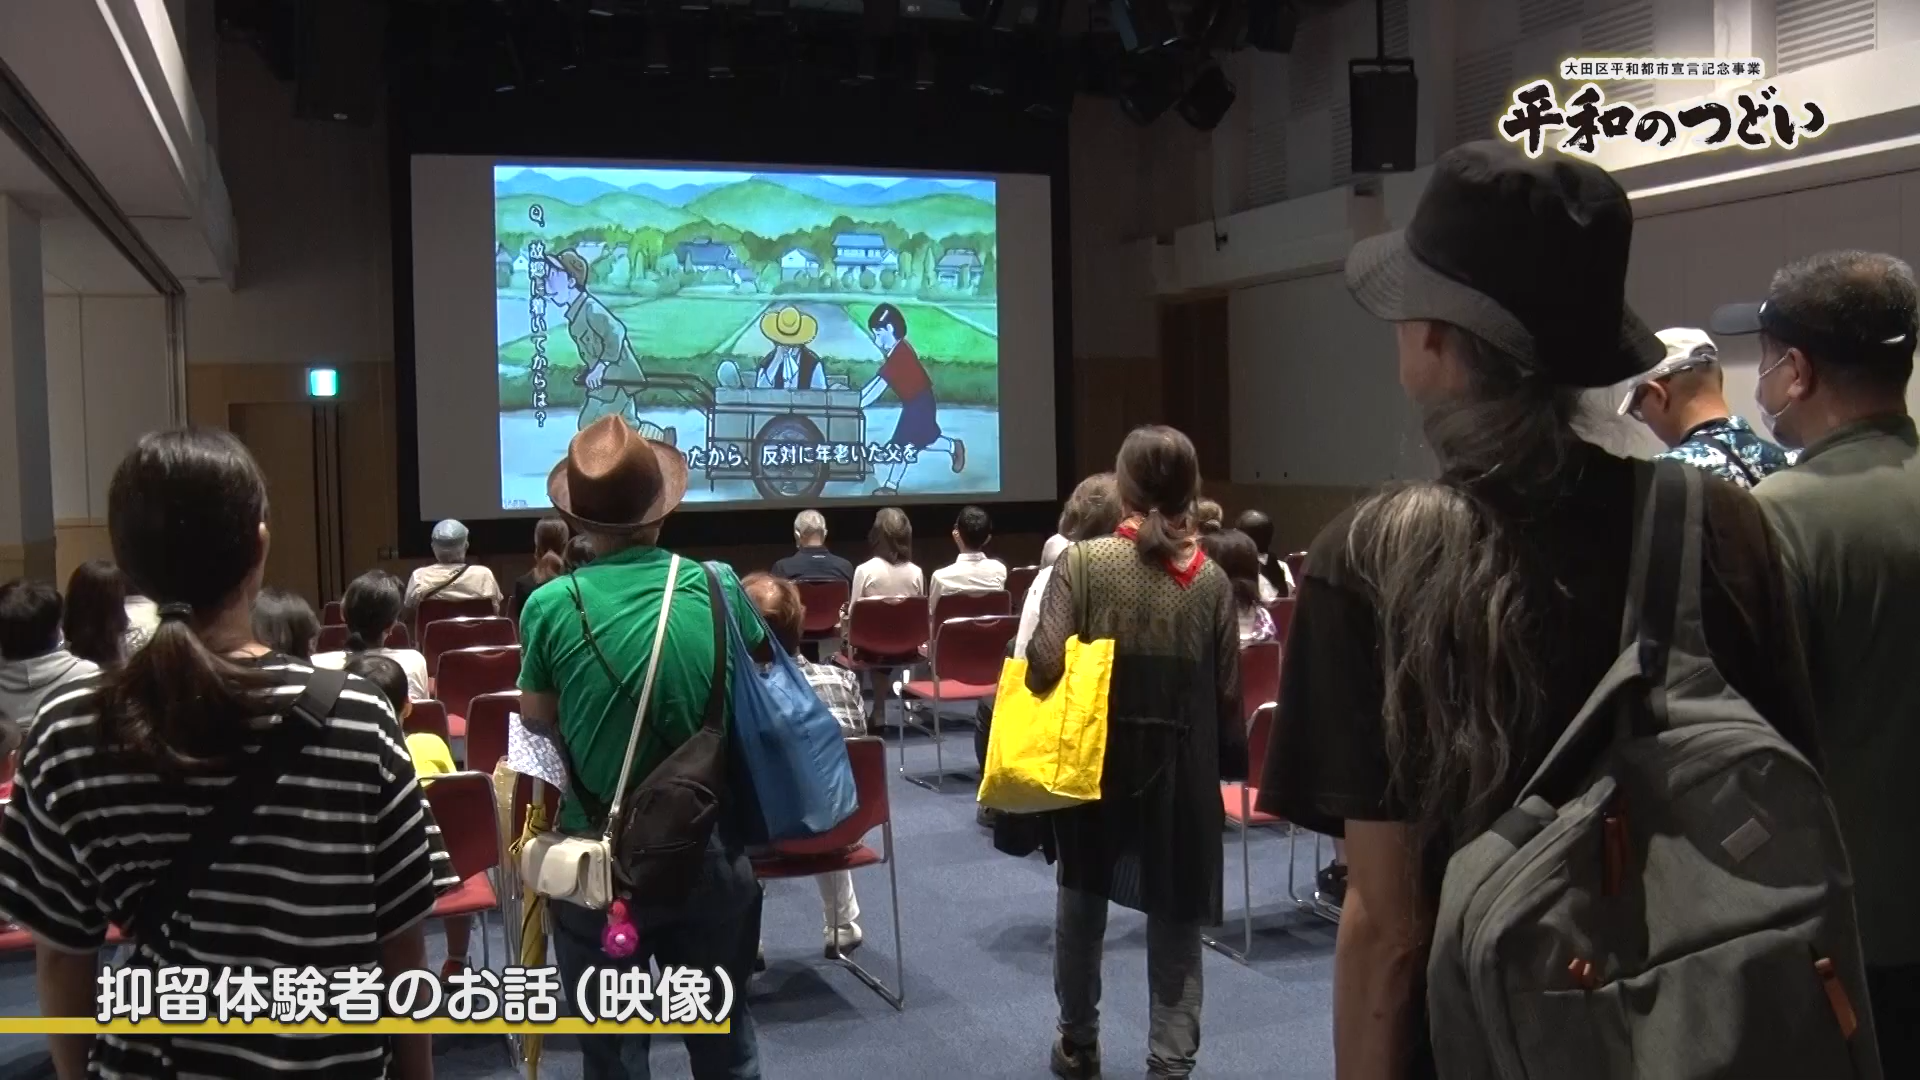 大田区平和都市宣言記念事業
平和のつどい
Q、故郷に着いてからは?
たから、反対に年老いた父を
抑留体験者のお話（映像）